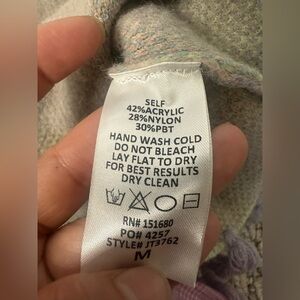 SELF
42%ACRYLIC
28%NYLON
30%PBT
HAND WASH COLD
DO NOT BLEACH
LAY FLAT TO DRY
FOR BEST RESULTS
DRY CLEAN
RN# 151680
PO# 4257
STYLE# JT3762
M